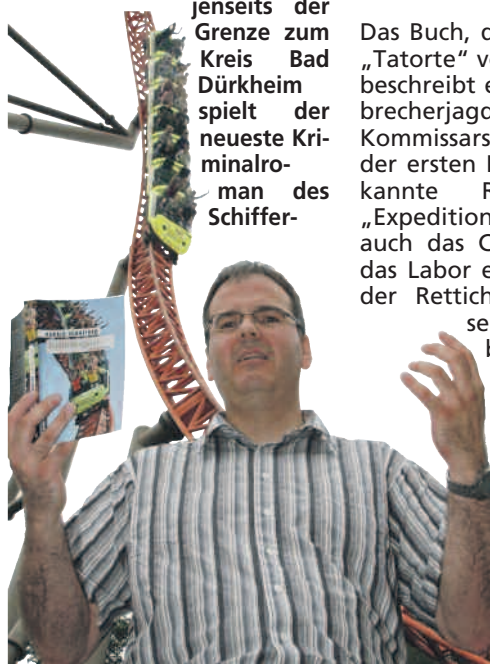 jenseits der
Grenze zum
Kreis Bad
Dürkheim
spielt der
neueste Kri-
minalro-
man des
Schiffer-
Das Buch,
„Tatorte“ v
beschreibt e
brecherjagd
Kommissars
der ersten
kannte
„Expedition
auch das
das Labor e
der Rettich
se